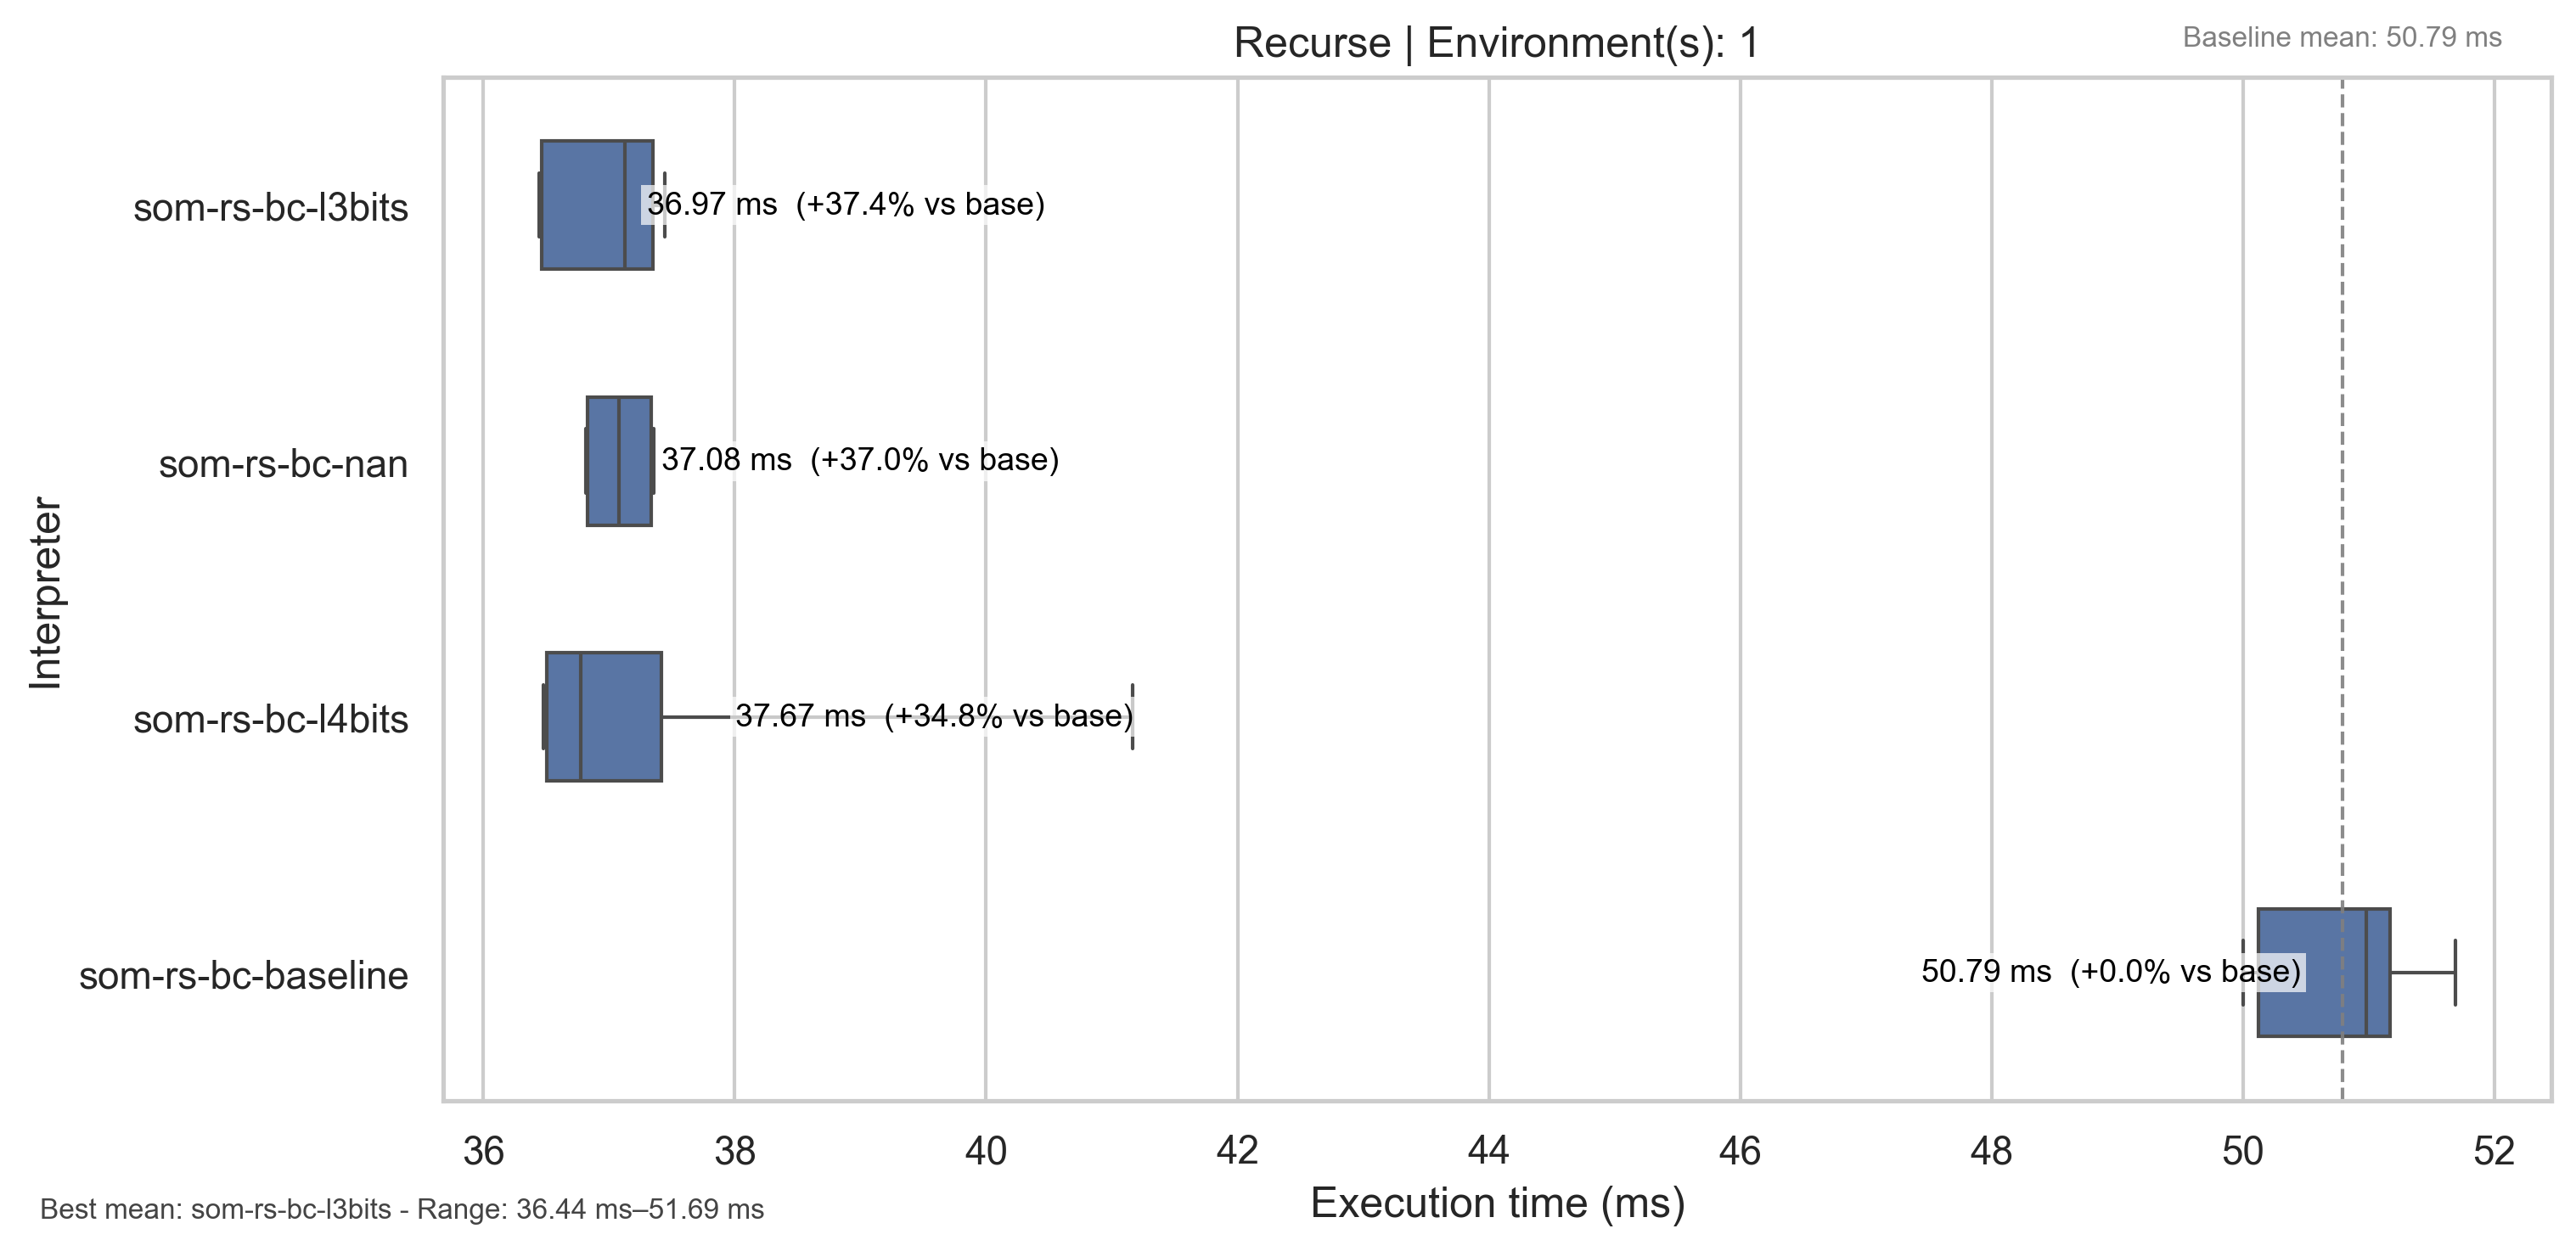 Recurse | Environment(s): 1
Baseline mean: 50.79 ms
Interpreter
som-rs-bc-l3bits
36.97 ms  (+37.4% vs base)
som-rs-bc-nan
37.08 ms  (+37.0% vs base)
som-rs-bc-l4bits
37.67 ms  (+34.8% vs base)
som-rs-bc-baseline
50.79 ms  (+0.0% vs base)
36 38 40 42 44 46 48 50 52
Execution time (ms)
Best mean: som-rs-bc-l3bits - Range: 36.44 ms–51.69 ms